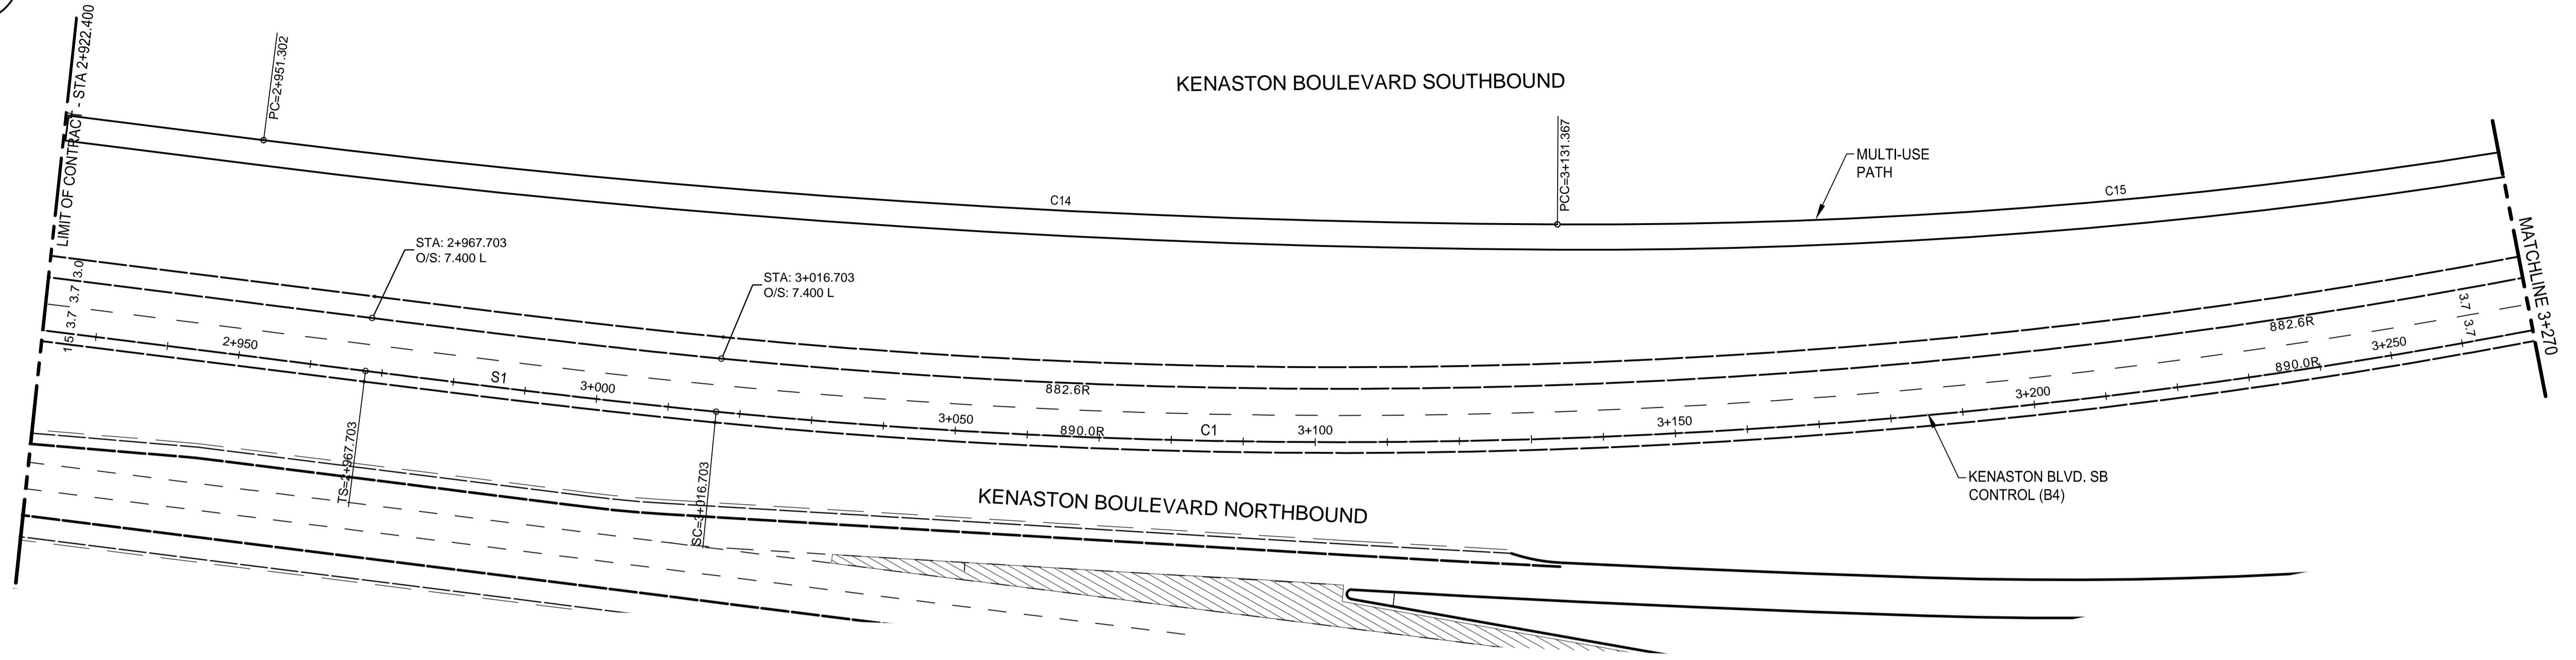 LIMIT OF CONTRACT - STA 2+922.400
PC=2+951.302
KENASTON BOULEVARD SOUTHBOUND
PCC=3+131.367
MULTI-USE
PATH
C14
C15
STA: 2+967.703
O/S: 7.400 L
STA: 3+016.703
O/S: 7.400 L
MATCHLINE 3+270
3.0
3.7
3.7
1.5
2+950
S1
3+000
882.6R
3+050
890.0R
C1
3+100
3+150
3+200
882.6R
890.0R
3+250
3.7
3.7
TS=2+967.703
SC=3+016.703
KENASTON BLVD. SB
CONTROL (B4)
KENASTON BOULEVARD NORTHBOUND